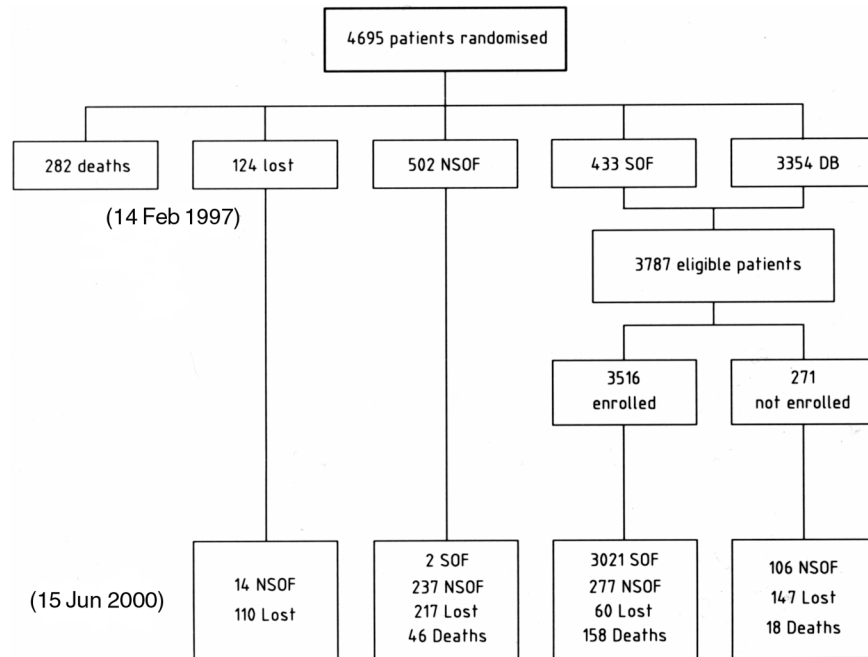 4695 patients randomised
282 deaths
124 lost
502 NSOF
433 SOF
3354 DB
(14 Feb 1997)
3787 eligible patients
3516
enrolled
271
not enrolled
(15 Jun 2000)
14 NSOF
110 Lost
2 SOF
237 NSOF
217 Lost
46 Deaths
3021 SOF
277 NSOF
60 Lost
158 Deaths
106 NSOF
147 Lost
18 Deaths